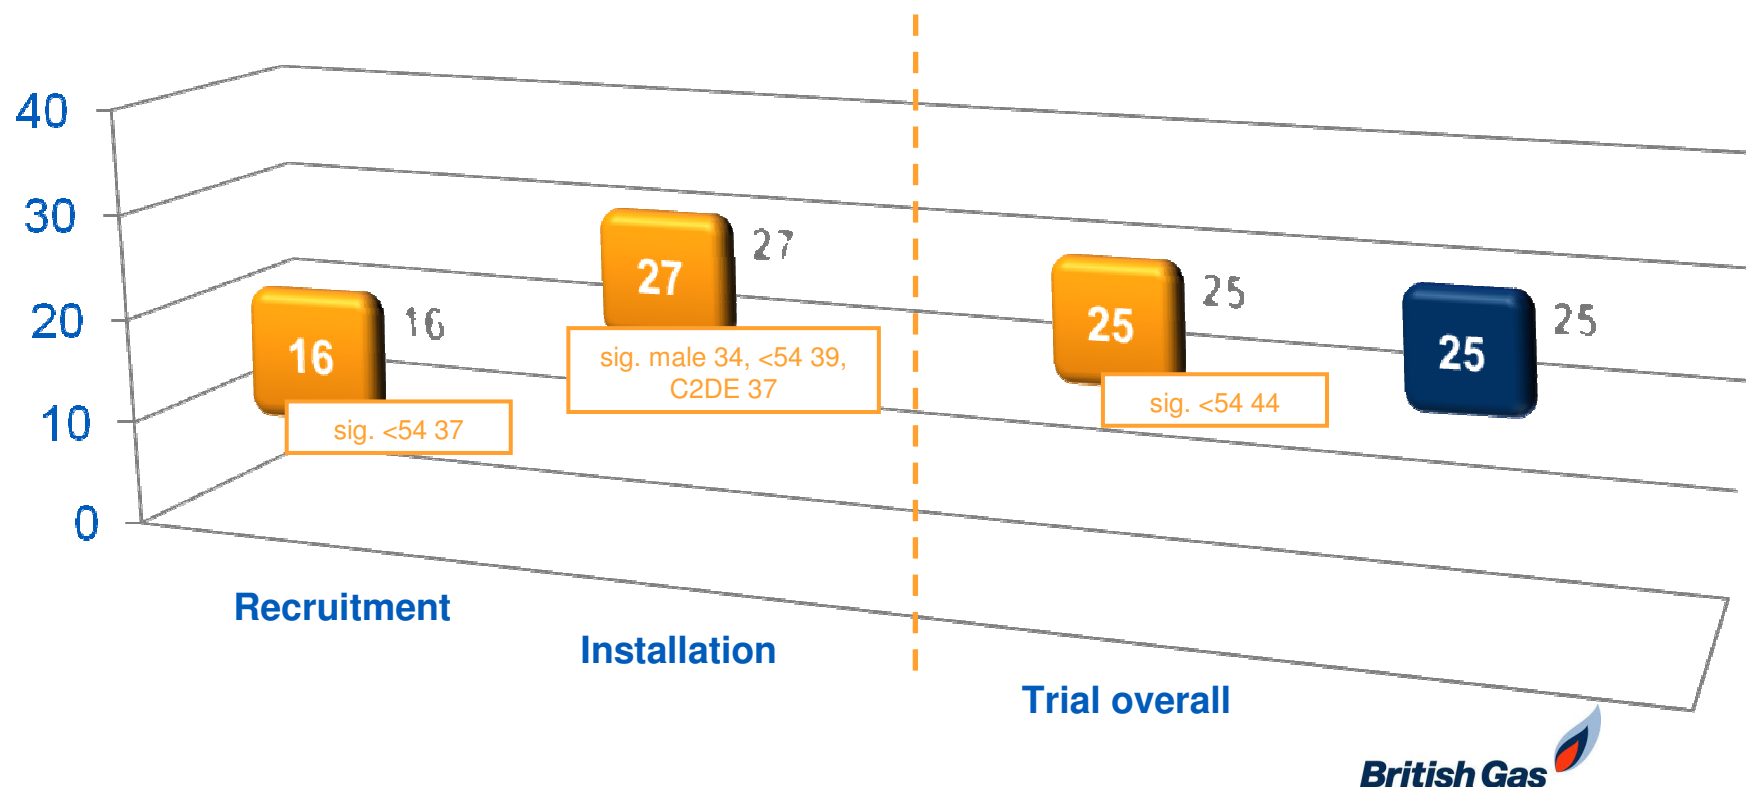 40
30
20
10
0
16
16
sig. <54 37
27
27
sig. male 34, <54 39,
C2DE 37
25
25
sig. <54 44
25
25
Recruitment
Installation
Trial overall
British Gas